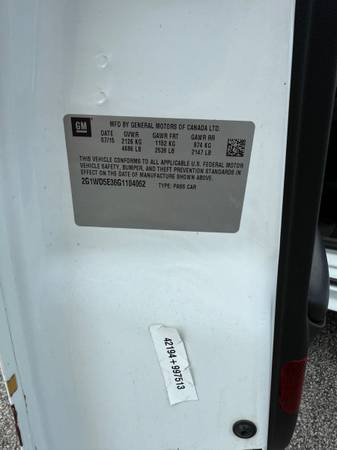 GM
MFD BY GENERAL MOTORS OF CANADA LTD.
DATE GVWR GAWR FRT GAWR RR
07/15 2126 KG 1152 KG 974 KG
4686 LB 2539 LB 2147 LB
THIS VEHICLE CONFORMS TO ALL APPLICABLE U.S. FEDERAL MOTOR
VEHICLE SAFETY, BUMPER, AND THEFT PREVENTION STANDARDS IN
EFFECT ON THE DATE OF MANUFACTURE SHOWN ABOVE.
2G1WD5E36G1104062 TYPE: PASS CAR
42194+997513